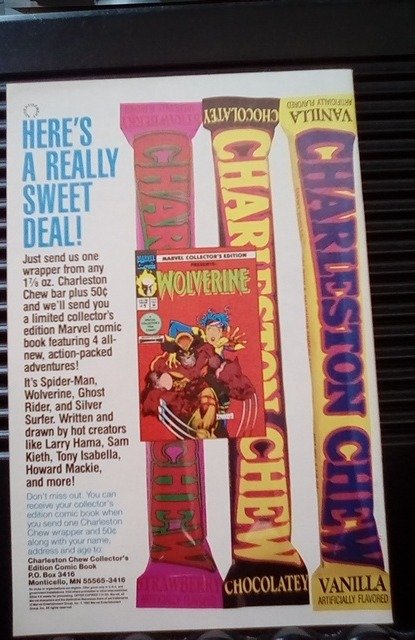 HERE'S
A REALLY
SWEET
DEAL!
Just send us one
wrapper from any
1⅞ oz. Charleston
Chew bar plus 50¢
and we'll send you
a limited collector's
edition Marvel comic
book featuring 4 all-
new, action-packed
adventures!
It's Spider-Man,
Wolverine, Ghost
Rider, and Silver
Surfer. Written and
drawn by hot creators
like Larry Hama, Sam
Kieth, Tony Isabella,
Howard Mackie,
and more!
Don't miss out. You can
receive your collector's
edition comic book when
you send one Charleston
Chew wrapper and 50¢
along with your name,
address and age to:
Charleston Chew Collector's
Edition Comic Book
P.O. Box 3416
Monticello, MN 55565-3416
STRAWBERRY
CHARLESTON CHEW
STRAWBERRY
CHOCOLATEY
CHARLESTON CHEW
CHOCOLATEY
VANILLA
ARTIFICIALLY FLAVORED
CHARLESTON CHEW
VANILLA
ARTIFICIALLY FLAVORED
MARVEL COLLECTOR'S EDITION
PRESENTS:
WOLVERINE